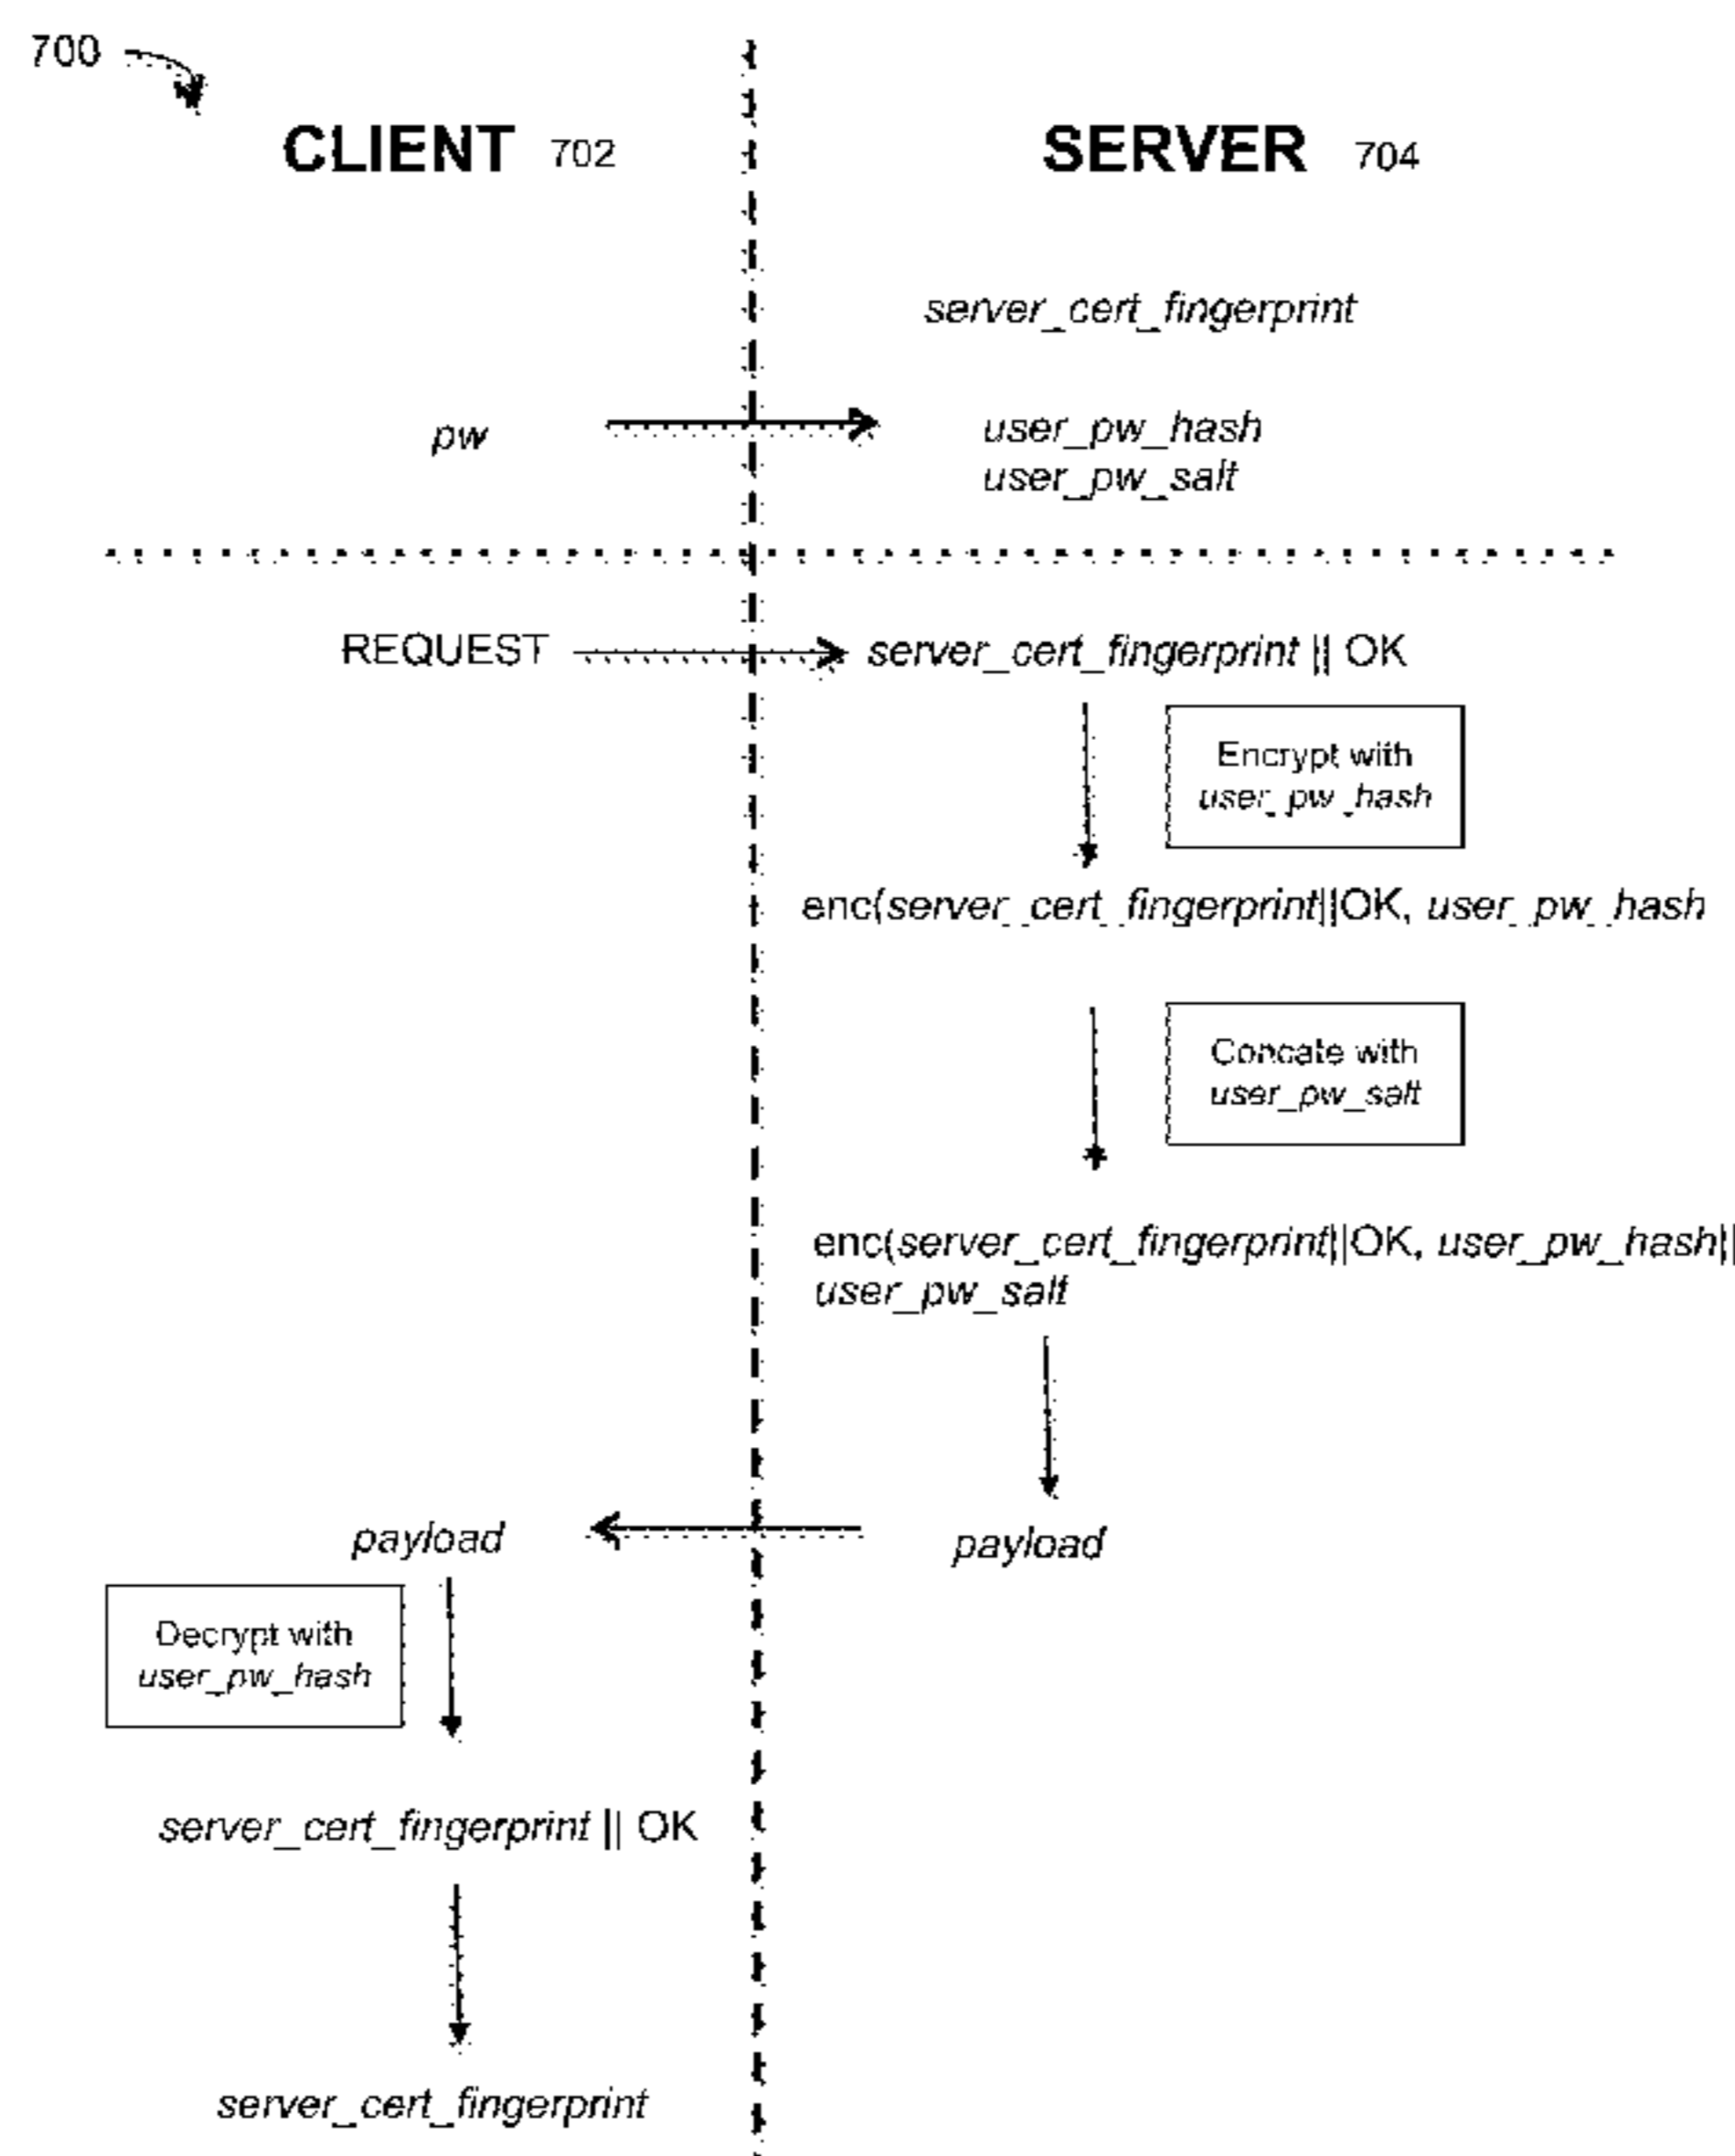 700
CLIENT 702
SERVER 704
server_cert_fingerprint
pw
user_pw_hash
user_pw_salt
REQUEST
server_cert_fingerprint || OK
Encrypt with
user_pw_hash
enc(server_cert_fingerprint||OK, user_pw_hash
Concate with
user_pw_salt
enc(server_cert_fingerprint||OK, user_pw_hash||
user_pw_salt
payload
payload
Decrypt with
user_pw_hash
server_cert_fingerprint || OK
server_cert_fingerprint